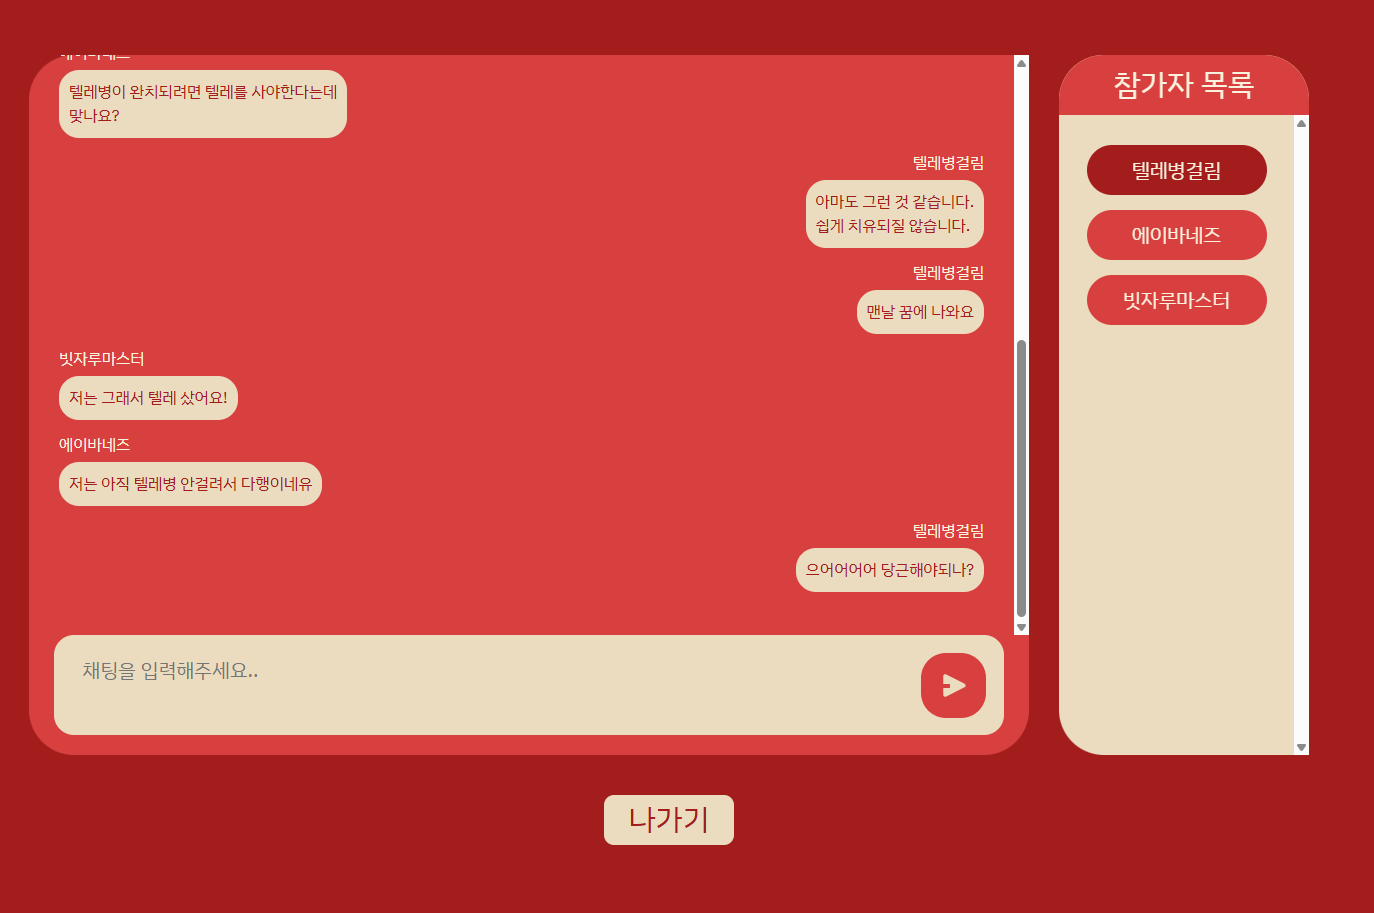 에이바네즈
텔레병이 완치되려면 텔레를 사야한다는데
맞나요?
텔레병걸림
아마도 그런 것 같습니다.
쉽게 치유되질 않습니다.
텔레병걸림
맨날 꿈에 나와요
빗자루마스터
저는 그래서 텔레 샀어요!
에이바네즈
저는 아직 텔레병 안걸려서 다행이네유
텔레병걸림
으어어어어 당근해야되나?
채팅을 입력해주세요..
나가기
참가자 목록
텔레병걸림
에이바네즈
빗자루마스터